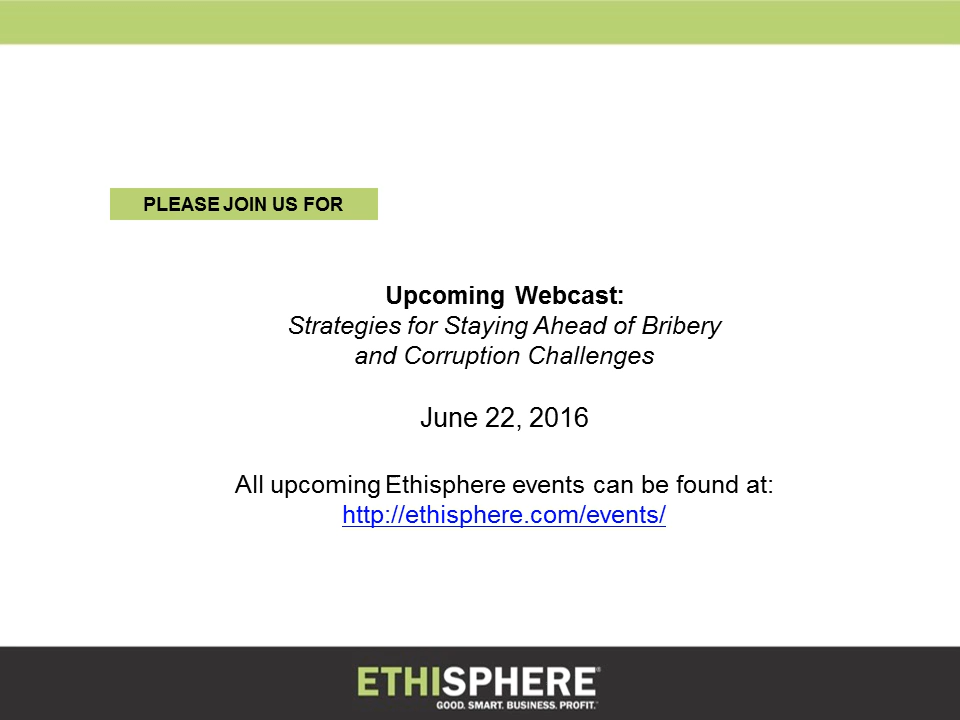 PLEASE JOIN US FOR
Upcoming Webcast:
Strategies for Staying Ahead of Bribery
and Corruption Challenges
June 22, 2016
All upcoming Ethisphere events can be found at:
http://ethisphere.com/events/
ETHISPHERE®
GOOD. SMART. BUSINESS. PROFIT.™